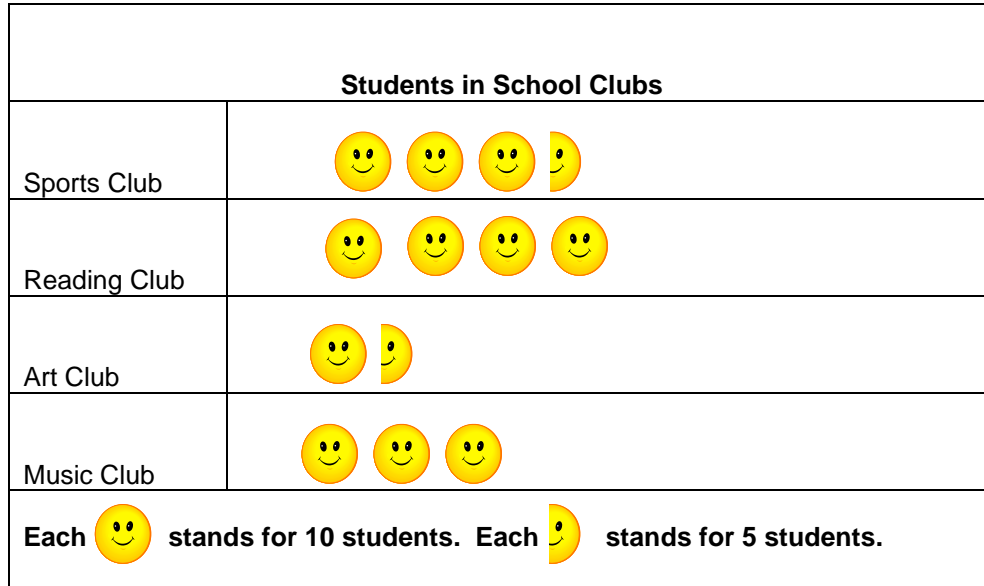 Students in School Clubs
Sports Club
Reading Club
Art Club
Music Club
Each stands for 10 students. Each stands for 5 students.